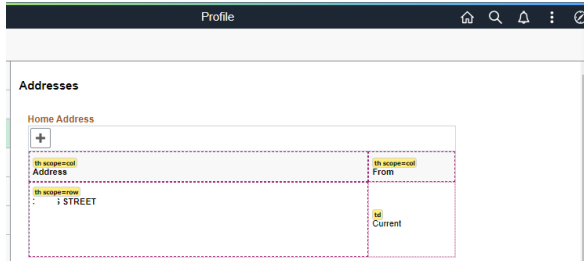 Profile
Addresses
Home Address
th scope=col
Address
th scope=col
From
th scope=row
STREET
td
Current